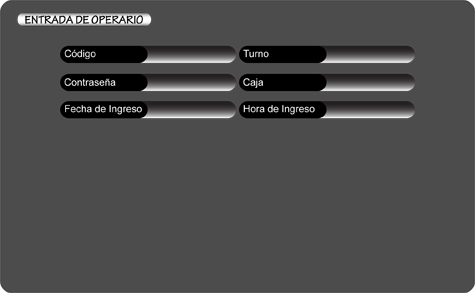 ENTRADA DE OPERARIO
Código Turno
Contraseña Caja
Fecha de Ingreso Hora de Ingreso